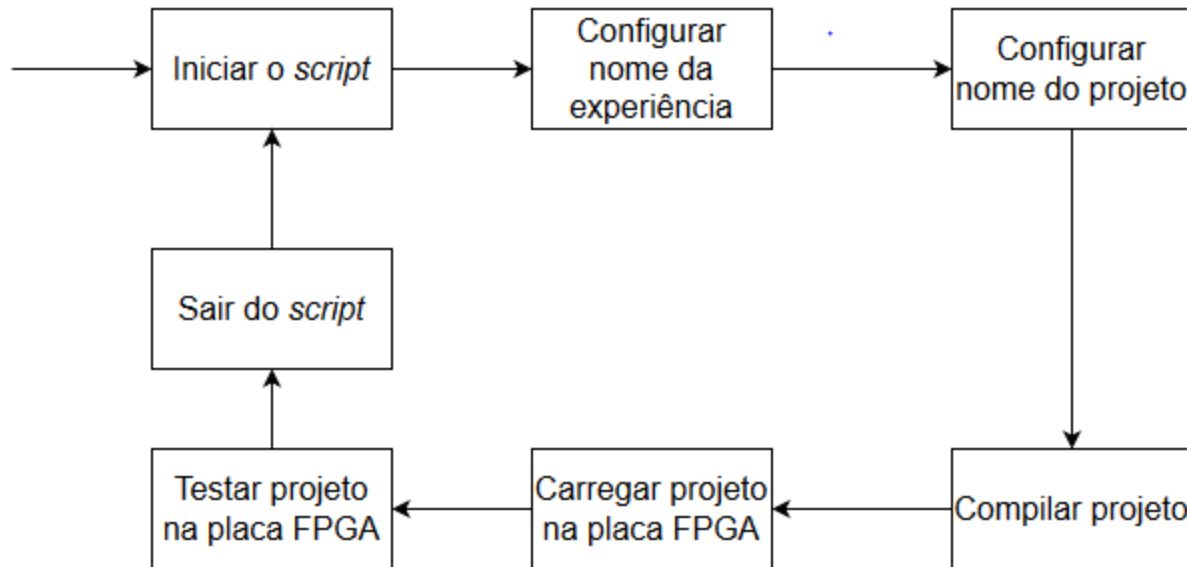 Iniciar o script
Configurar
nome da
experiência
Configurar
nome do projeto
Sair do script
Testar projeto
na placa FPGA
Carregar projeto
na placa FPGA
Compilar projeto